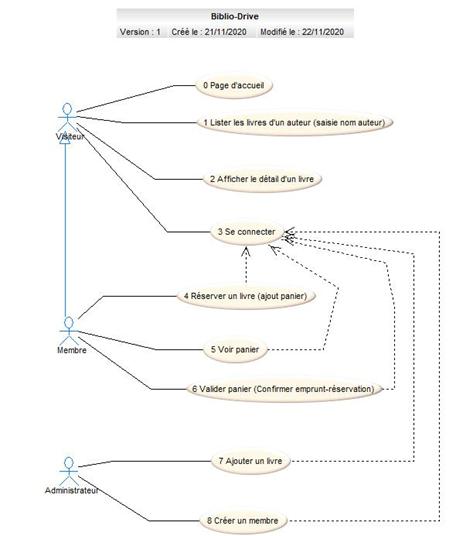 Biblio-Drive
Version : 1 Créé le : 21/11/2020 Modifié le : 22/11/2020
0 Page d'accueil
1 Lister les livres d'un auteur (saisie nom auteur)
Visiteur
2 Afficher le détail d'un livre
3 Se connecter
4 Réserver un livre (ajout panier)
Membre
5 Voir panier
6 Valider panier (Confirmer emprunt-réservation)
7 Ajouter un livre
Administrateur
8 Créer un membre